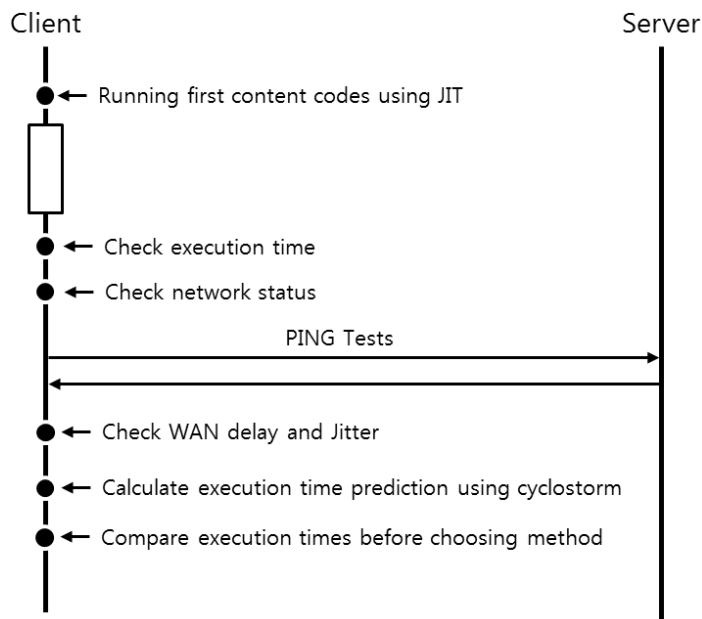 Client
Server
Running first content codes using JIT
Check execution time
Check network status
PING Tests
Check WAN delay and Jitter
Calculate execution time prediction using cyclostorm
Compare execution times before choosing method